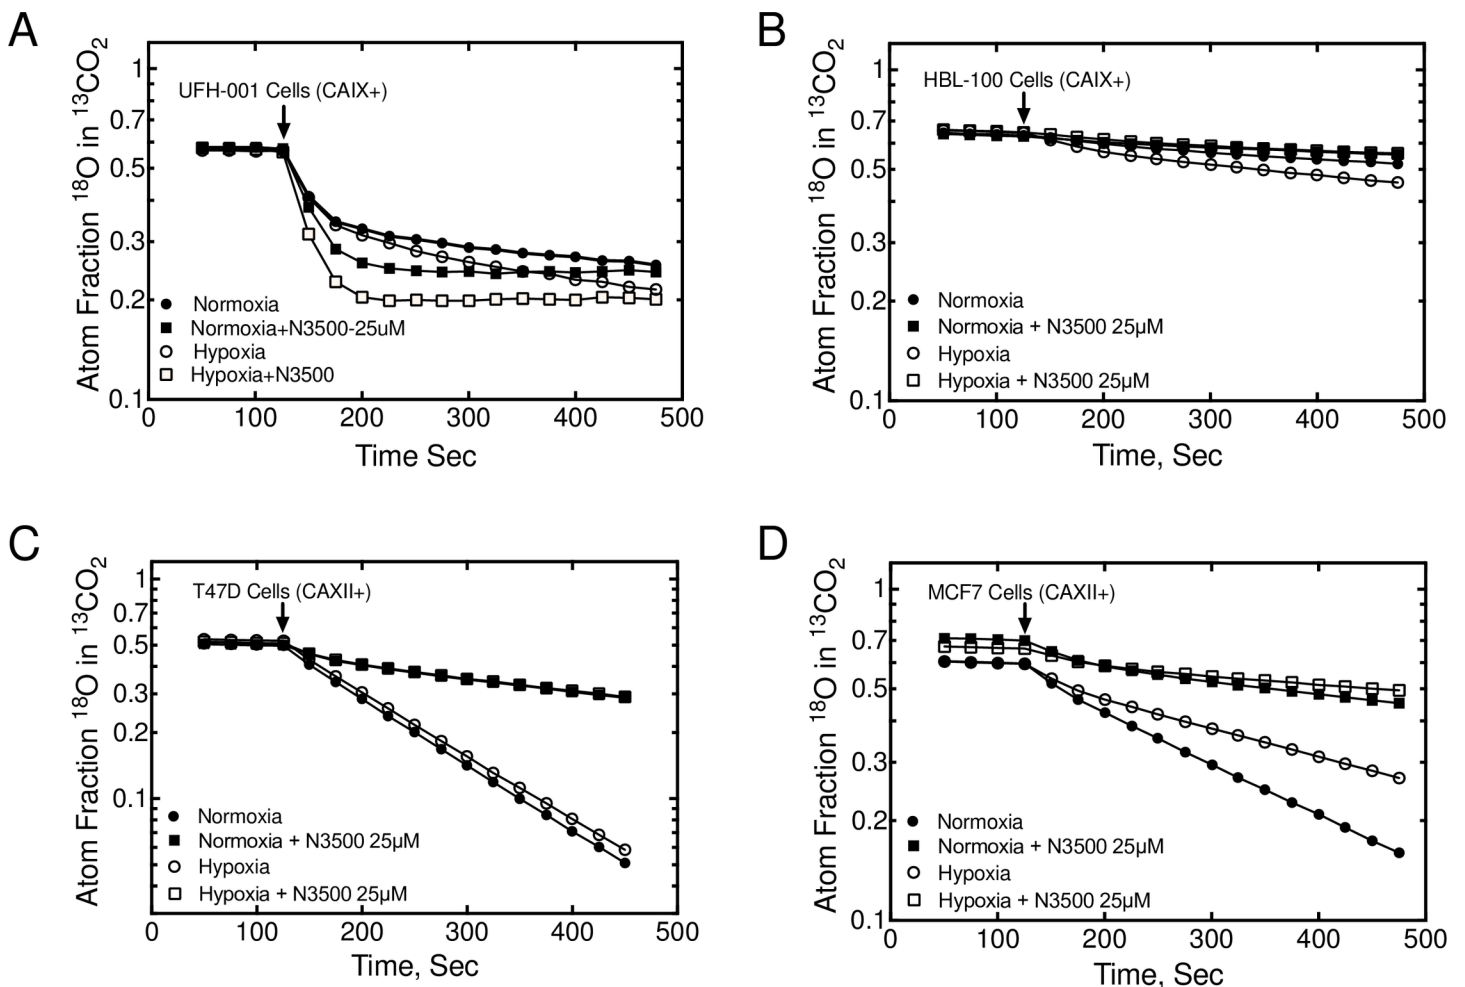 A
Atom Fraction 18O in 13CO2
1
0.7
0.5
0.3
0.2
0.1
UFH-001 Cells (CAIX+)
Normoxia
Normoxia+N3500-25uM
Hypoxia
Hypoxia+N3500
0 100 200 300 400 500
Time Sec
B
Atom Fraction 18O in 13CO2
1
0.7
0.5
0.3
0.2
0.1
HBL-100 Cells (CAIX+)
Normoxia
Normoxia + N3500 25µM
Hypoxia
Hypoxia + N3500 25µM
0 100 200 300 400 500
Time, Sec
C
Atom Fraction 18O in 13CO2
1
0.7
0.5
0.3
0.2
0.1
T47D Cells (CAXII+)
Normoxia
Normoxia + N3500 25µM
Hypoxia
Hypoxia + N3500 25µM
0 100 200 300 400 500
Time, Sec
D
Atom Fraction 18O in 13CO2
1
0.7
0.5
0.3
0.2
0.1
MCF7 Cells (CAXII+)
Normoxia
Normoxia + N3500 25µM
Hypoxia
Hypoxia + N3500 25µM
0 100 200 300 400 500
Time, Sec